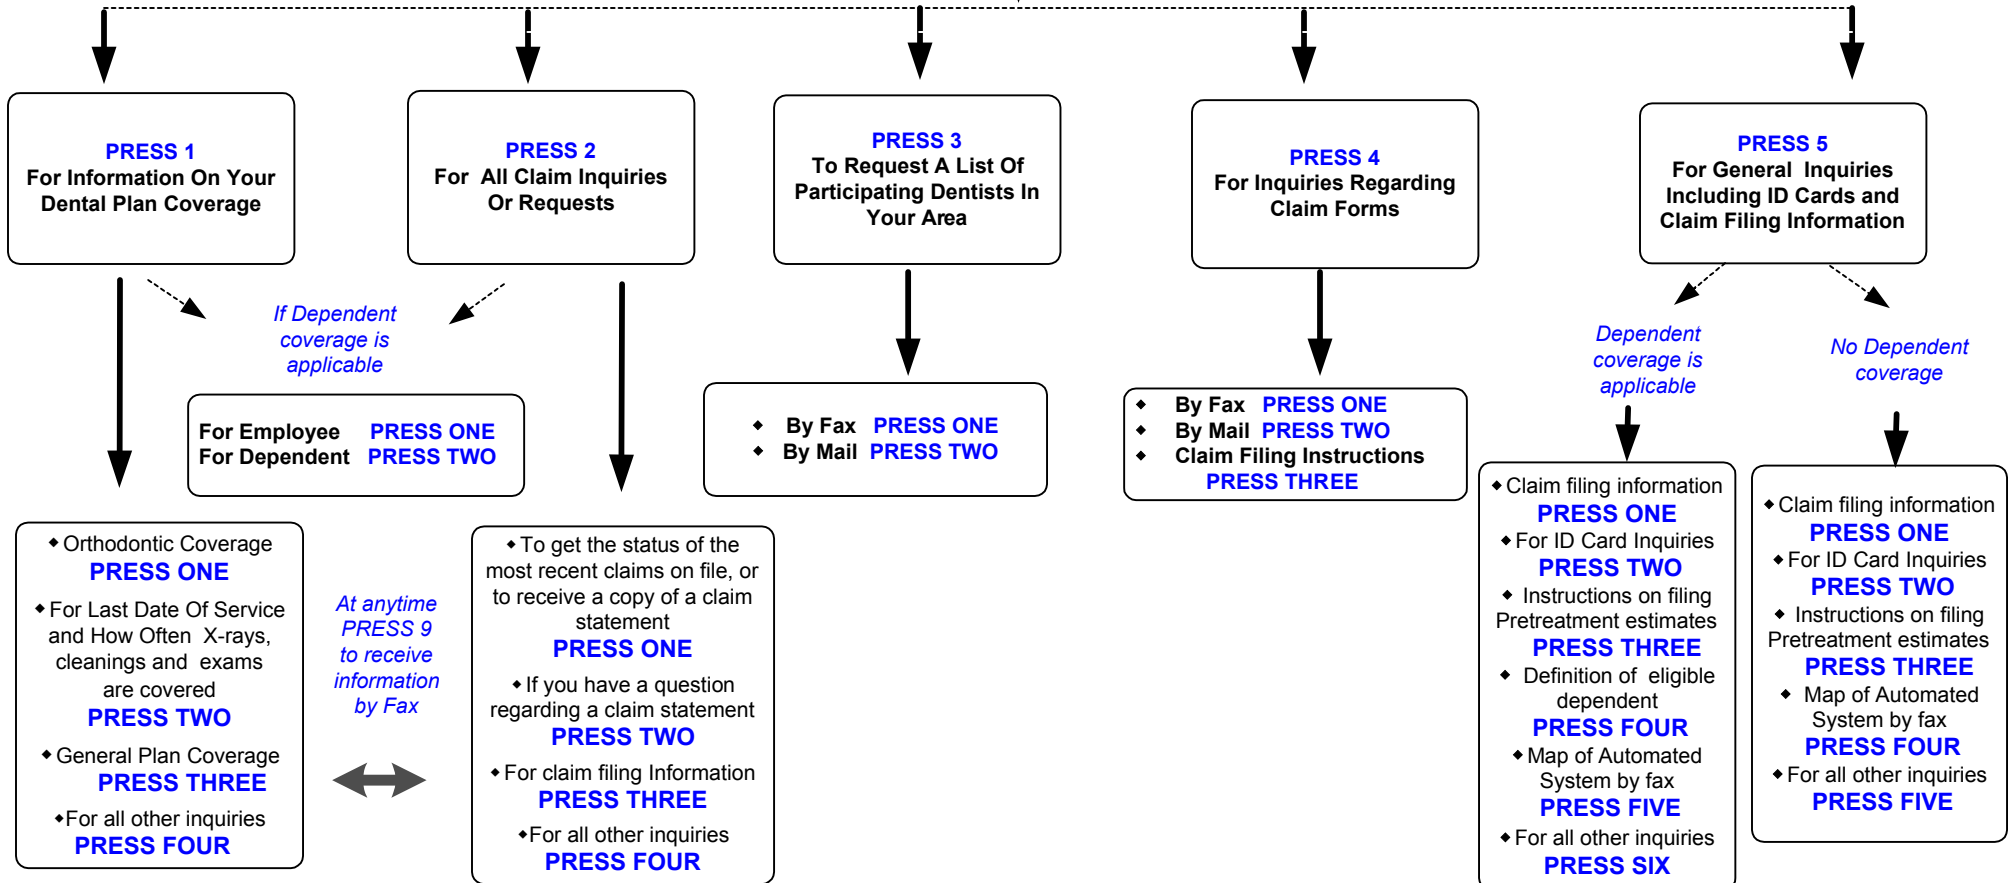 PRESS 1
For Information On Your
Dental Plan Coverage
PRESS 2
For All Claim Inquiries
Or Requests
PRESS 3
To Request A List Of
Participating Dentists In
Your Area
PRESS 4
For Inquiries Regarding
Claim Forms
PRESS 5
For General Inquiries
Including ID Cards and
Claim Filing Information
If Dependent
coverage is
applicable
For Employee PRESS ONE
For Dependent PRESS TWO
◆ By Fax PRESS ONE
◆ By Mail PRESS TWO
◆ By Fax PRESS ONE
◆ By Mail PRESS TWO
◆ Claim Filing Instructions
PRESS THREE
Dependent
coverage is
applicable
No Dependent
coverage
◆ Orthodontic Coverage
PRESS ONE
◆ For Last Date Of Service
and How Often X-rays,
cleanings and exams
are covered
PRESS TWO
◆ General Plan Coverage
PRESS THREE
◆ For all other inquiries
PRESS FOUR
At anytime
PRESS 9
to receive
information
by Fax
◆ To get the status of the
most recent claims on file, or
to receive a copy of a claim
statement
PRESS ONE
◆ If you have a question
regarding a claim statement
PRESS TWO
◆ For claim filing Information
PRESS THREE
◆ For all other inquiries
PRESS FOUR
◆ Claim filing information
PRESS ONE
◆ For ID Card Inquiries
PRESS TWO
◆ Instructions on filing
Pretreatment estimates
PRESS THREE
◆ Definition of eligible
dependent
PRESS FOUR
◆ Map of Automated
System by fax
PRESS FIVE
◆ For all other inquiries
PRESS SIX
◆ Claim filing information
PRESS ONE
◆ For ID Card Inquiries
PRESS TWO
◆ Instructions on filing
Pretreatment estimates
PRESS THREE
◆ Map of Automated
System by fax
PRESS FOUR
◆ For all other inquiries
PRESS FIVE